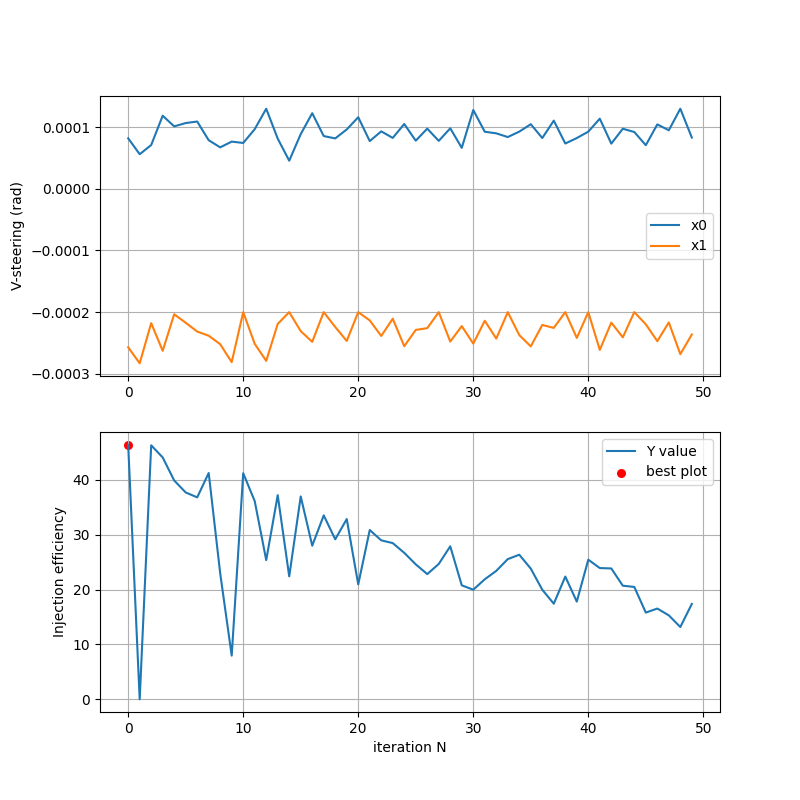 0.0001
0.0000
−0.0001
−0.0002
−0.0003
V-steering (rad)
x0
x1
0 10 20 30 40 50
40
30
20
10
0
Injection efficiency
Y value
best plot
0 10 20 30 40 50
iteration N